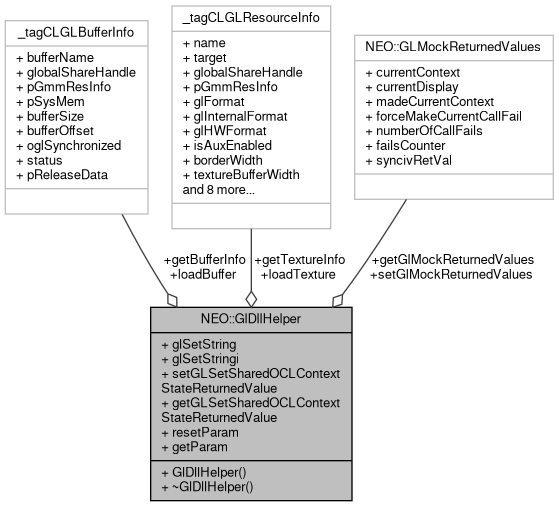 _tagCLGLBufferInfo
+ bufferName
+ globalShareHandle
+ pGmmResInfo
+ pSysMem
+ bufferSize
+ bufferOffset
+ oglSynchronized
+ status
+ pReleaseData
_tagCLGLResourceInfo
+ name
+ target
+ globalShareHandle
+ pGmmResInfo
+ glFormat
+ glInternalFormat
+ glHWFormat
+ isAuxEnabled
+ borderWidth
+ textureBufferWidth
and 8 more...
NEO::GLMockReturnedValues
+ currentContext
+ currentDisplay
+ madeCurrentContext
+ forceMakeCurrentCallFail
+ numberOfCallFails
+ failsCounter
+ syncivRetVal
+getBufferInfo
+loadBuffer
+getTextureInfo
+loadTexture
+getGlMockReturnedValues
+setGlMockReturnedValues
NEO::GlDllHelper
+ glSetString
+ glSetStringi
+ setGLSetSharedOCLContext
StateReturnedValue
+ getGLSetSharedOCLContext
StateReturnedValue
+ resetParam
+ getParam
+ GlDllHelper()
+ ~GlDllHelper()